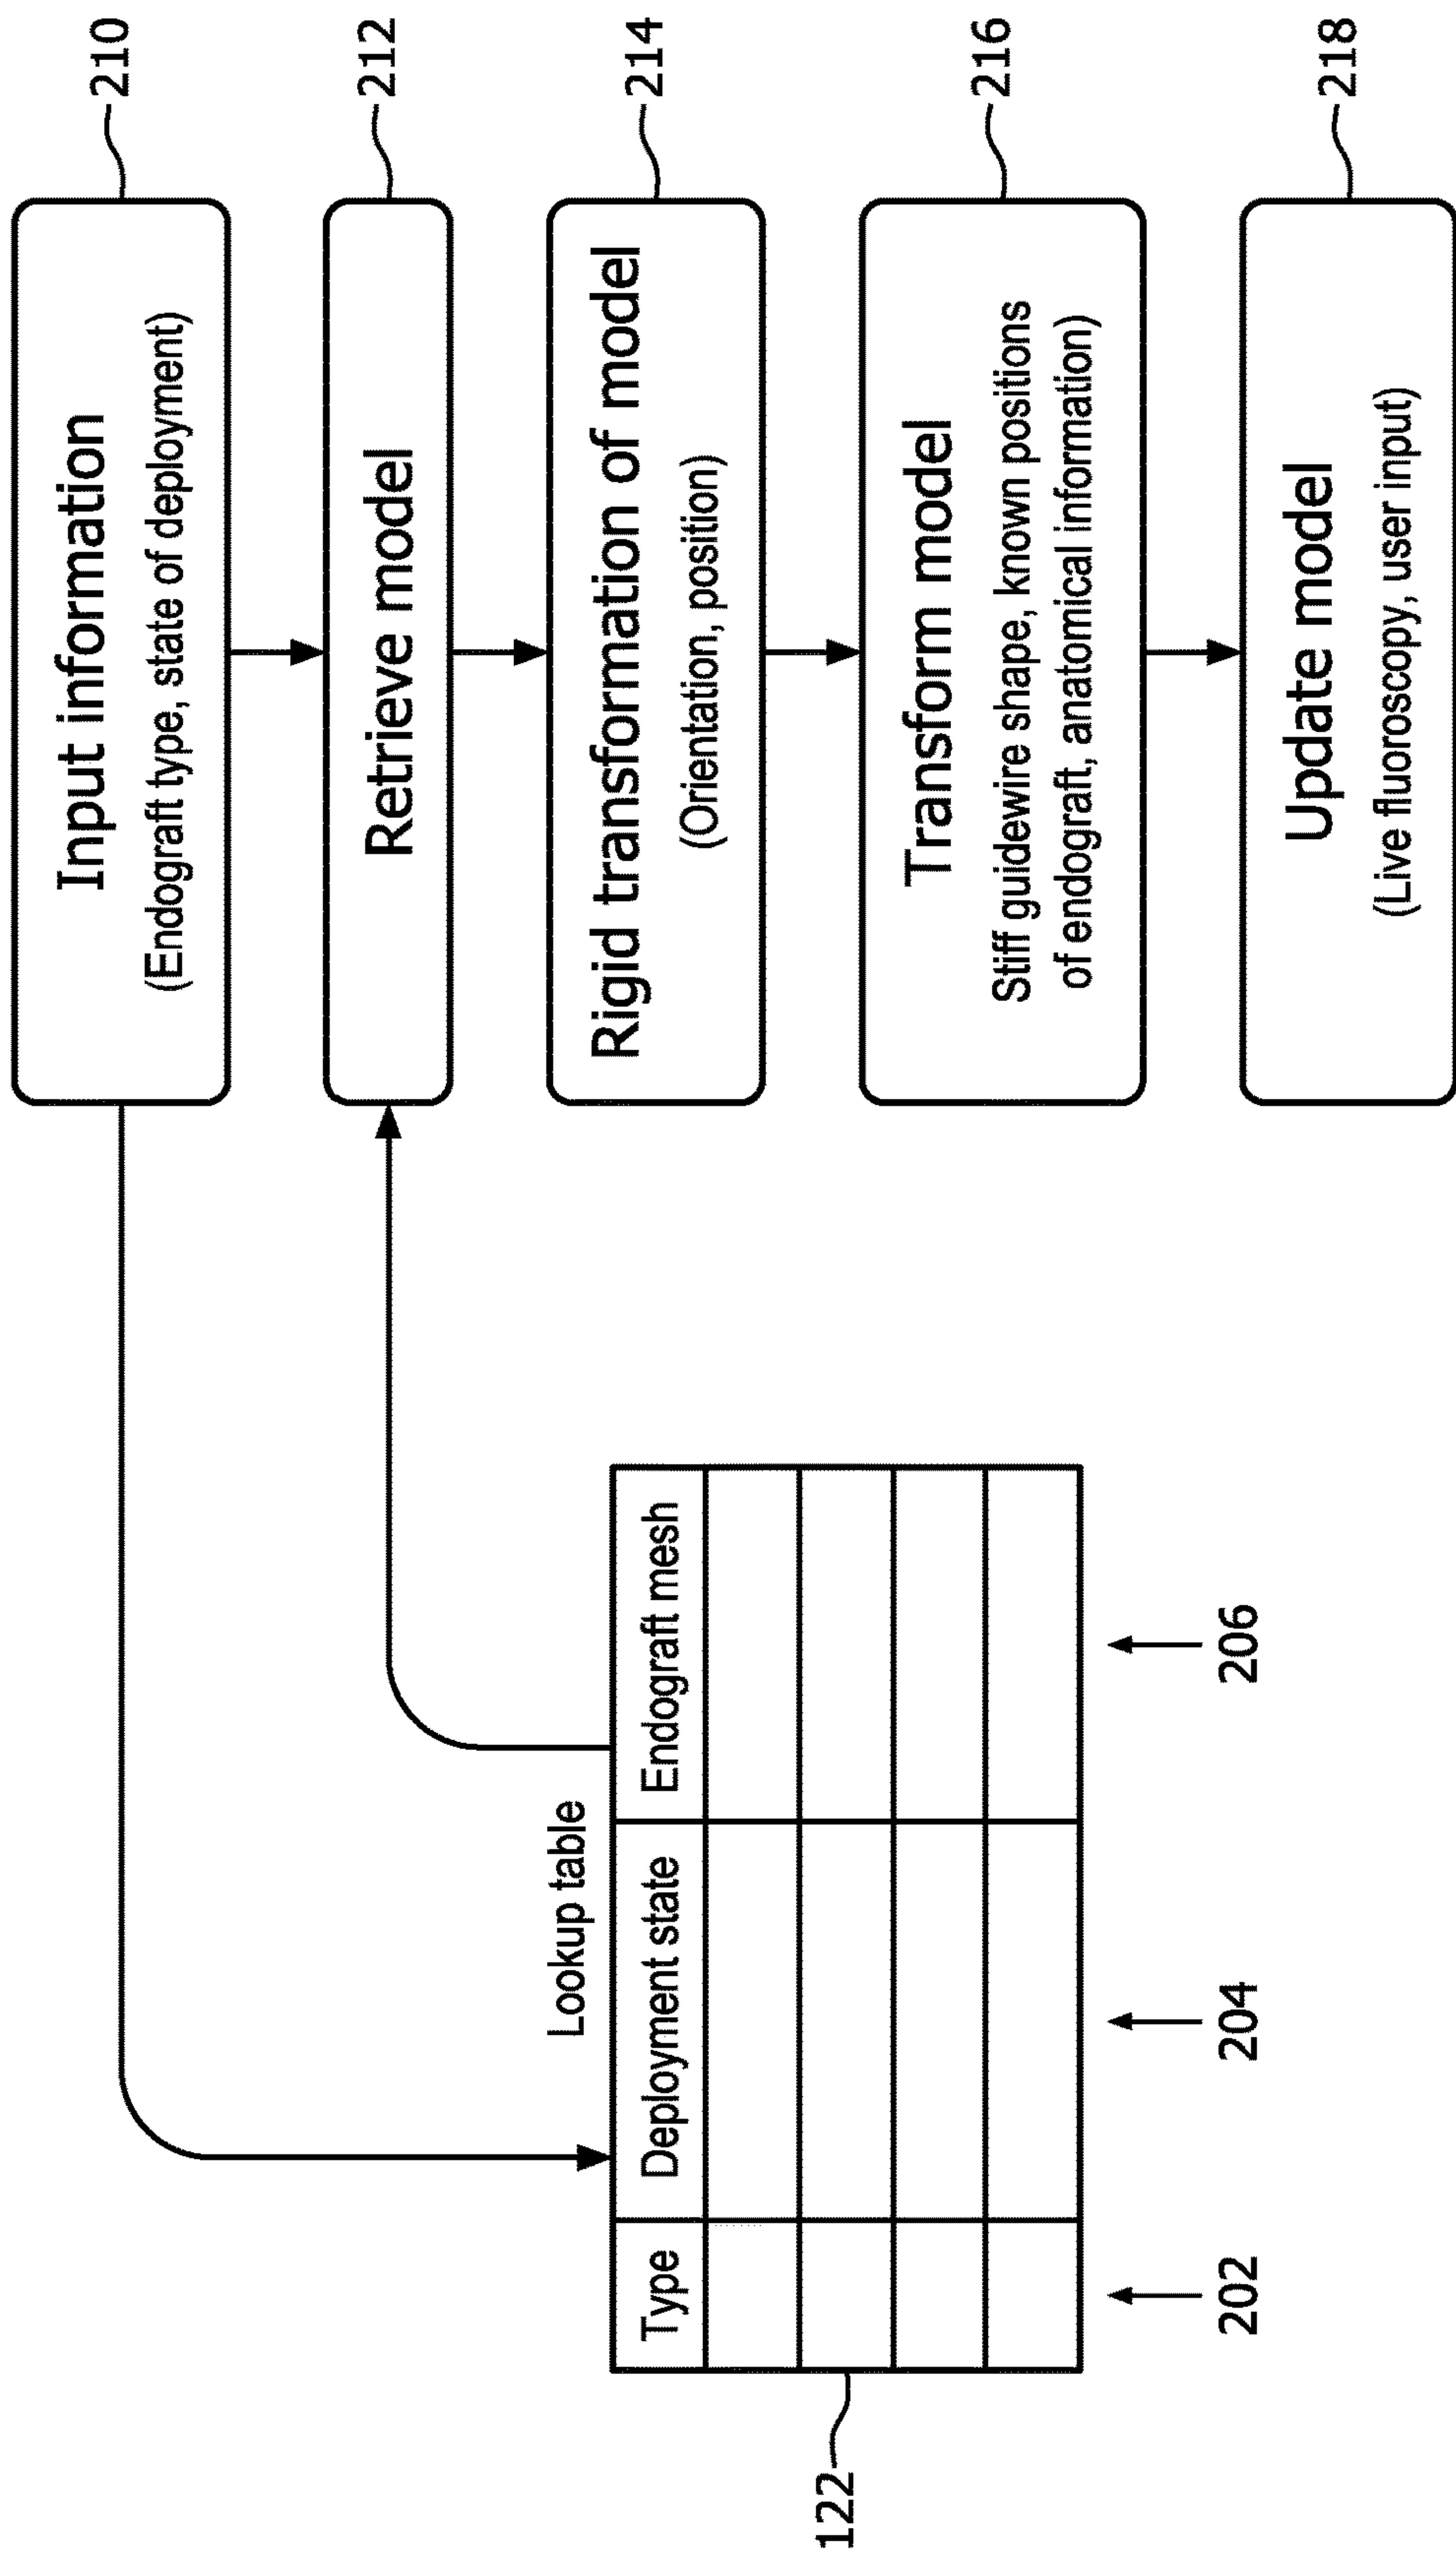 Input information
(Endograft type, state of deployment)
210
Retrieve model
212
Rigid transformation of model
(Orientation, position)
214
Transform model
Stiff guidewire shape, known positions
of endograft, anatomical information)
216
Update model
(Live fluoroscopy, user input)
218
Lookup table
Type
Deployment state
Endograft mesh
122
202
204
206